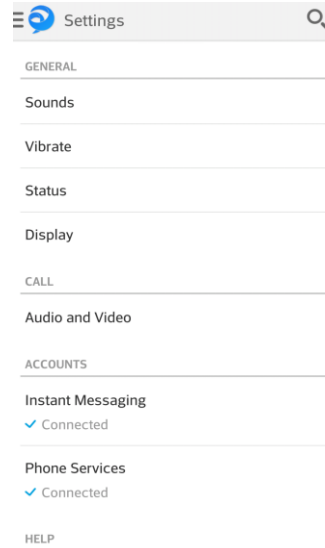 Settings
GENERAL
Sounds
Vibrate
Status
Display
CALL
Audio and Video
ACCOUNTS
Instant Messaging
Connected
Phone Services
Connected
HELP